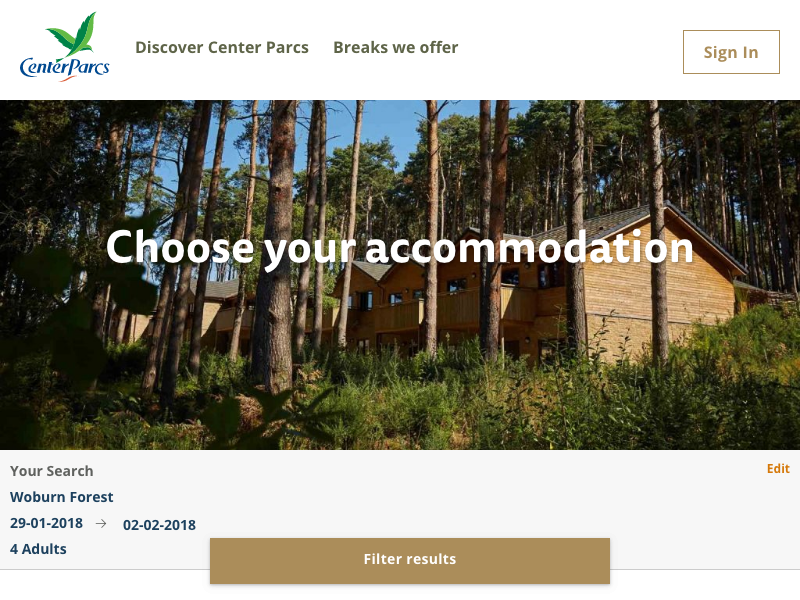 CenterParcs
Discover Center Parcs
Breaks we offer
Sign In
Choose your accommodation
Your Search
Edit
Woburn Forest
29-01-2018 → 02-02-2018
4 Adults
Filter results